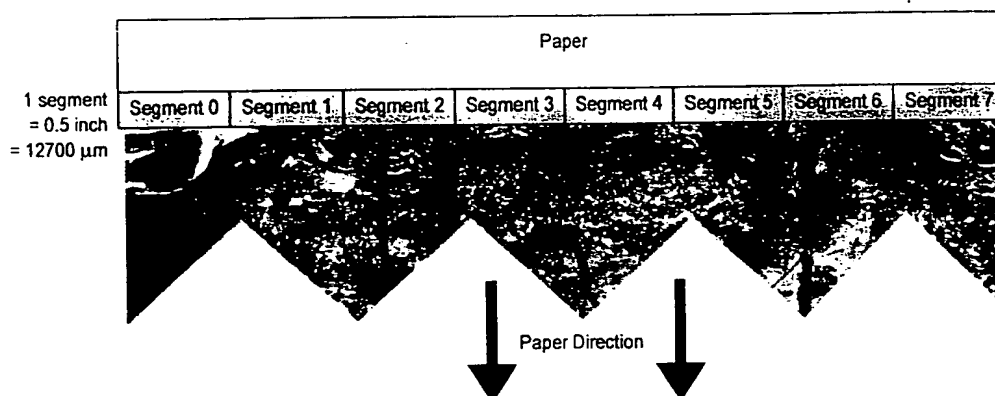 Paper
1 segment
= 0.5 inch
= 12700 µm
Segment 0 Segment 1 Segment 2 Segment 3 Segment 4 Segment 5 Segment 6 Segment 7
Paper Direction